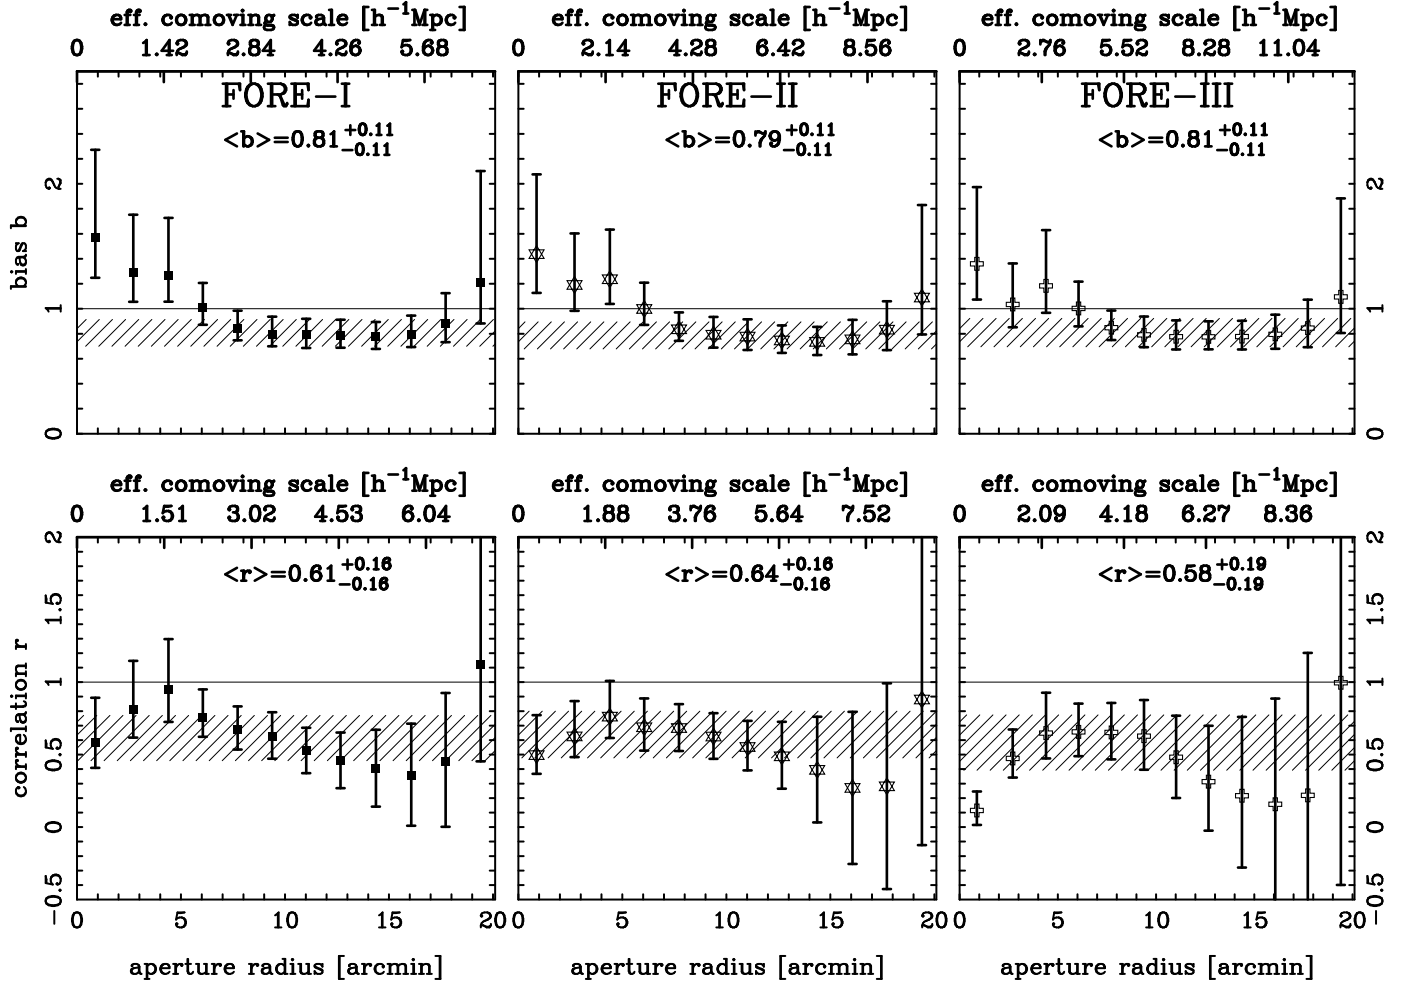 eff. comoving scale [h⁻¹Mpc] eff. comoving scale [h⁻¹Mpc] eff. comoving scale [h⁻¹Mpc]
0 1.42 2.84 4.26 5.68 0 2.14 4.28 6.42 8.56 0 2.76 5.52 8.28 11.04
FORE-I FORE-II FORE-III
<b>=0.81+0.11−0.11 <b>=0.79+0.11−0.11 <b>=0.81+0.11−0.11
bias b
2 2
1 1
0 0
eff. comoving scale [h⁻¹Mpc] eff. comoving scale [h⁻¹Mpc] eff. comoving scale [h⁻¹Mpc]
0 1.51 3.02 4.53 6.04 0 1.88 3.76 5.64 7.52 0 2.09 4.18 6.27 8.36
<r>=0.61+0.16−0.16 <r>=0.64+0.16−0.16 <r>=0.58+0.19−0.19
correlation r
2 2
1.5 1.5
1 1
0.5 0.5
0 0
−0.5 −0.5
0 5 10 15 20 5 10 15 20 0 5 10 15 20
aperture radius [arcmin] aperture radius [arcmin] aperture radius [arcmin]